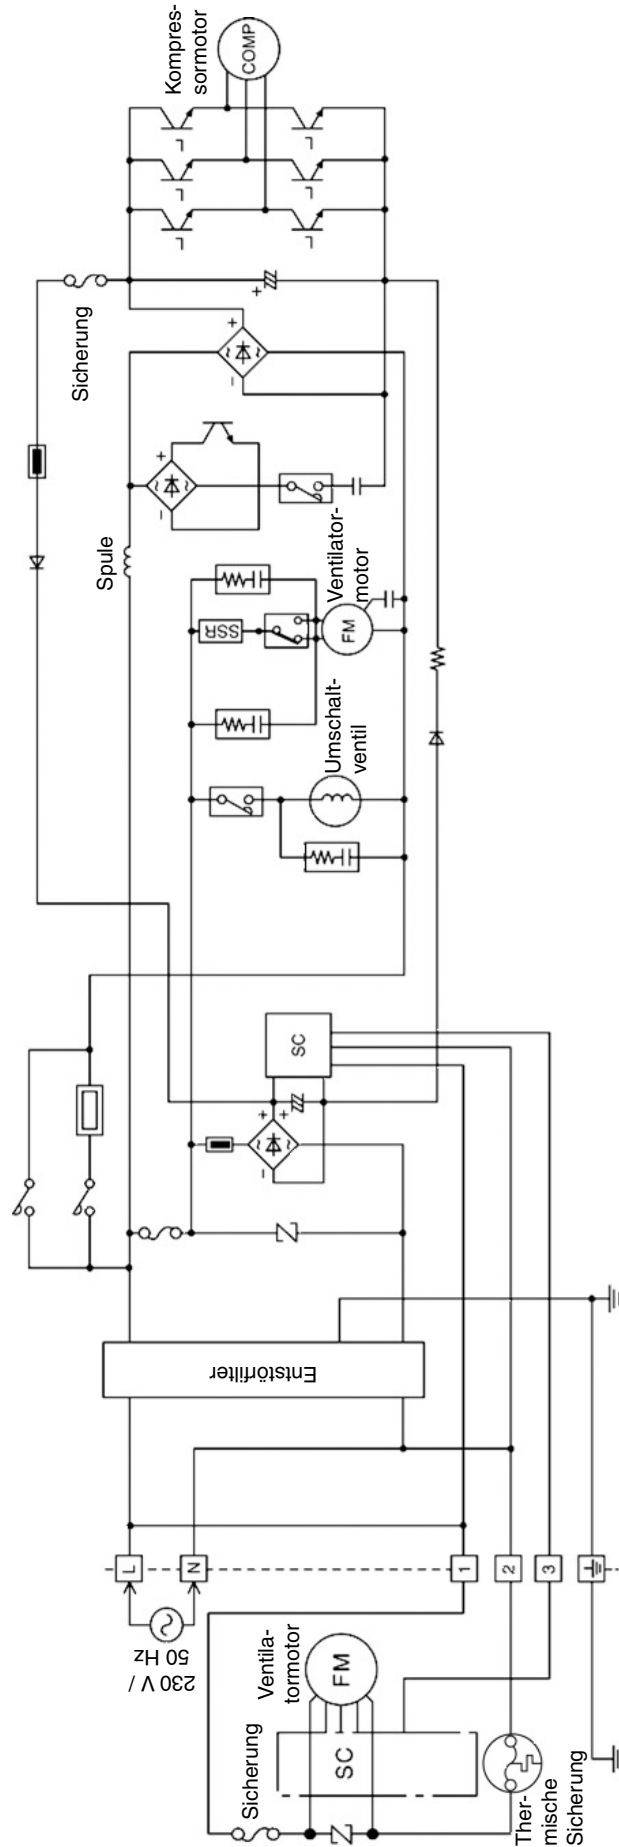 230 V /
50 Hz
L
N
1
2
3
Sicherung
Ventila-
tormotor
FM
SC
Ther-
mische
Sicherung
Entstörfilter
SC
+
+
–
~
~
Umschalt-
ventil
SSR
Ventilator-
motor
FM
Spule
+
–
~
~
Sicherung
+
–
~
~
+
Kompres-
sormotor
COMP